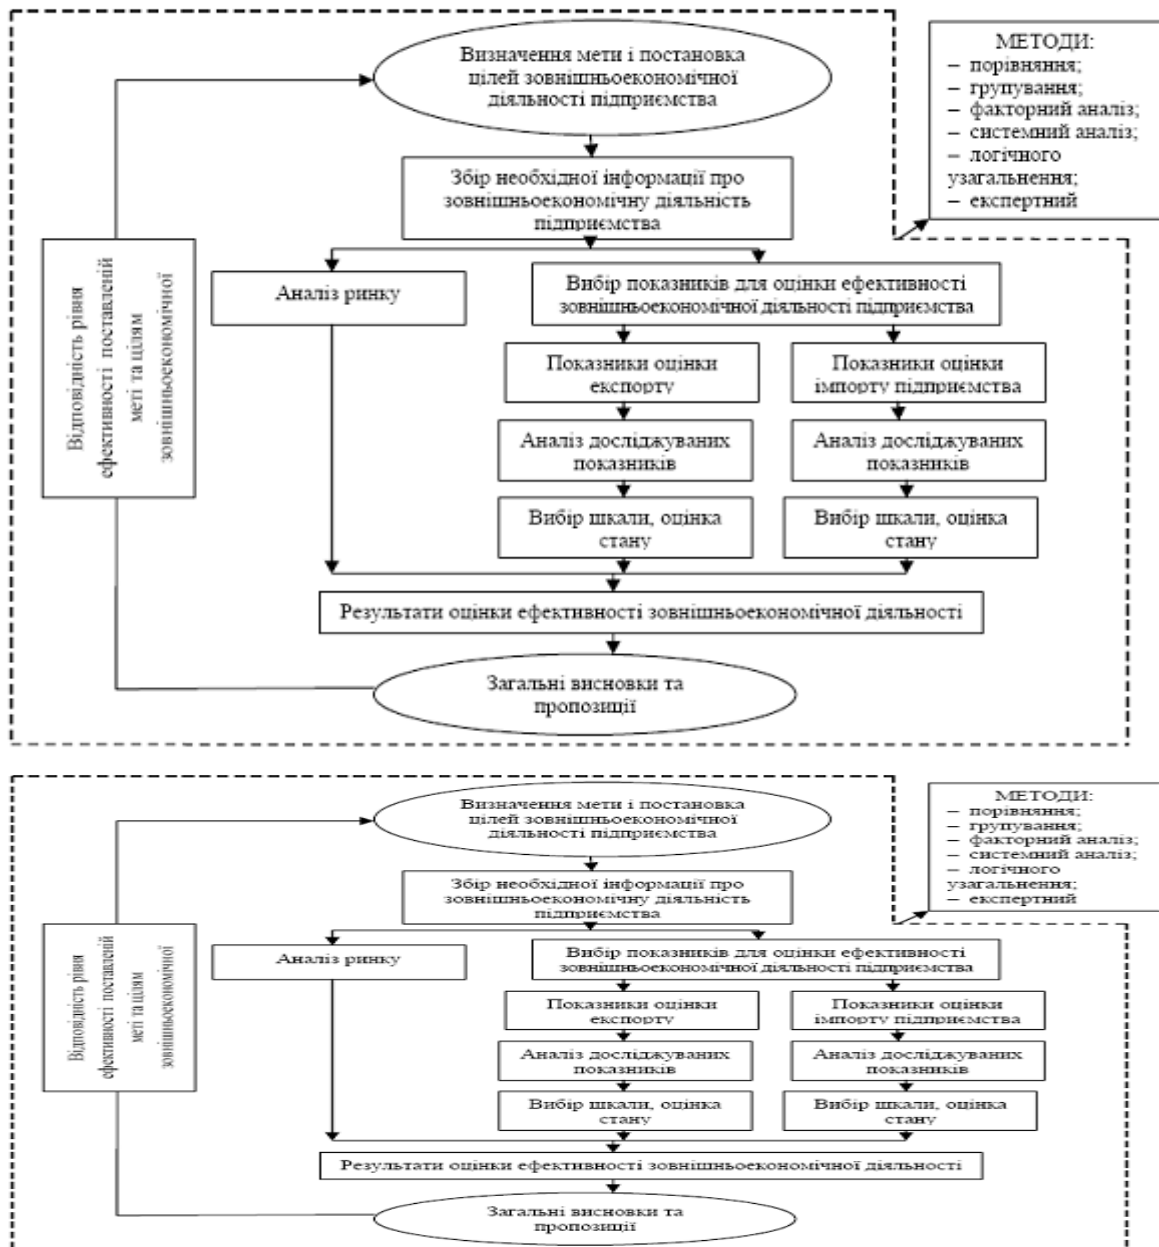 Визначення мети і постановка
цілей зовнішньоекономічної
діяльності підприємства
МЕТОДИ:
– порівняння;
– групування;
– факторний аналіз;
– системний аналіз;
– логічного
узагальнення;
– експертний
Збір необхідної інформації про
зовнішньоекономічну діяльність
підприємства
Відповідність рівня
ефективності поставленій
меті та цілям
зовнішньоекономічної
Аналіз ринку
Вибір показників для оцінки ефективності
зовнішньоекономічної діяльності підприємства
Показники оцінки
експорту
Показники оцінки
імпорту підприємства
Аналіз досліджуваних
показників
Аналіз досліджуваних
показників
Вибір шкали, оцінка
стану
Вибір шкали, оцінка
стану
Результати оцінки ефективності зовнішньоекономічної діяльності
Загальні висновки та
пропозиції
Визначення мети і постановка
цілей зовнішньоекономічної
діяльності підприємства
МЕТОДИ:
– порівняння;
– групування;
– факторний аналіз;
– системний аналіз;
– логічного
узагальнення;
– експертний
Збір необхідної інформації про
зовнішньоекономічну діяльність
підприємства
Відповідність рівня
ефективності поставленій
меті та цілям
зовнішньоекономічної
Аналіз ринку
Вибір показників для оцінки ефективності
зовнішньоекономічної діяльності підприємства
Показники оцінки
експорту
Показники оцінки
імпорту підприємства
Аналіз досліджуваних
показників
Аналіз досліджуваних
показників
Вибір шкали, оцінка
стану
Вибір шкали, оцінка
стану
Результати оцінки ефективності зовнішньоекономічної діяльності
Загальні висновки та
пропозиції